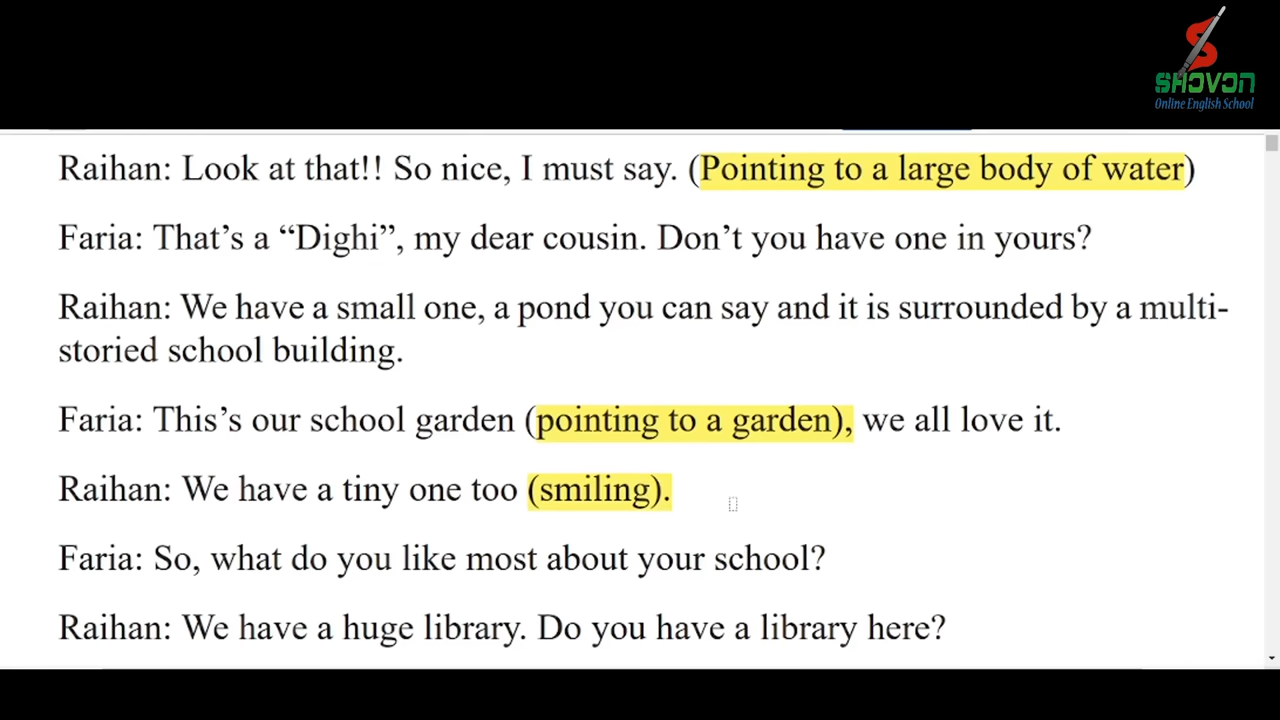 SHOVON
Online English School
Raihan: Look at that!! So nice, I must say. (Pointing to a large body of water)
Faria: That’s a “Dighi”, my dear cousin. Don’t you have one in yours?
Raihan: We have a small one, a pond you can say and it is surrounded by a multi-
storied school building.
Faria: This’s our school garden (pointing to a garden), we all love it.
Raihan: We have a tiny one too (smiling).
Faria: So, what do you like most about your school?
Raihan: We have a huge library. Do you have a library here?